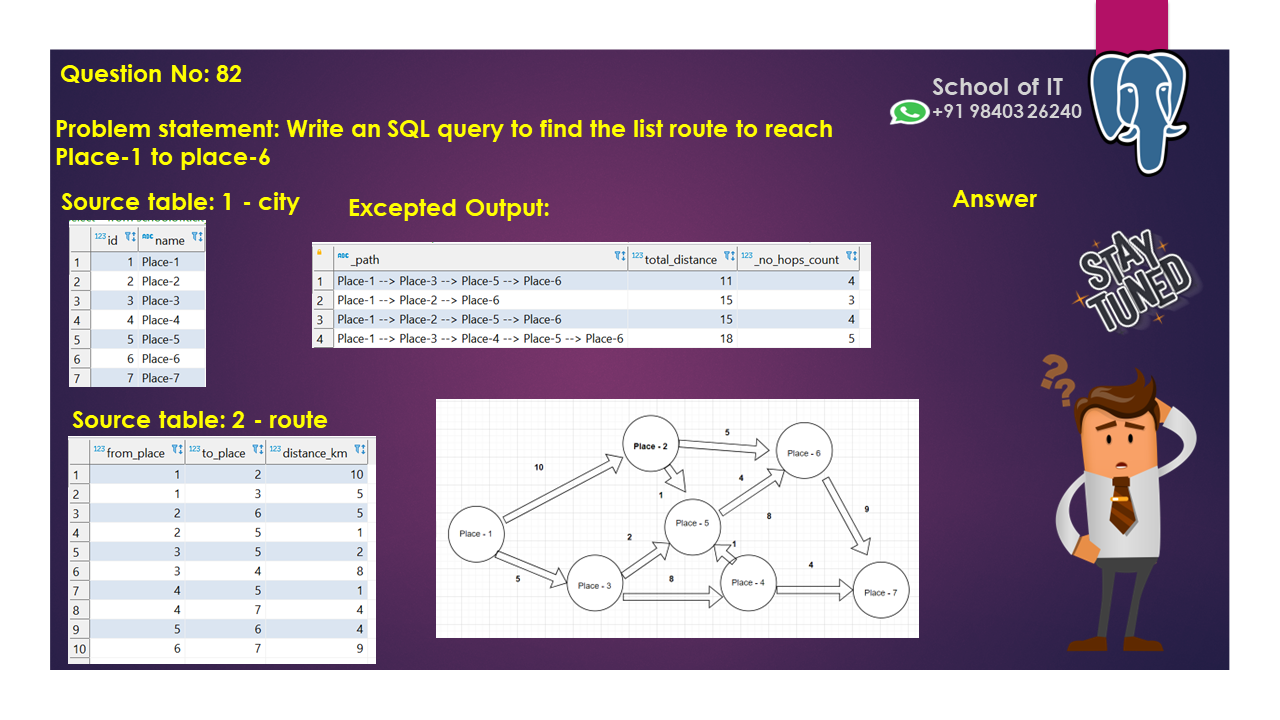 Question No: 82
School of IT
+91 98403 26240
Problem statement: Write an SQL query to find the list route to reach
Place-1 to place-6
Source table: 1 - city
Excepted Output:
Answer
123 id ABC name
1 1 Place-1
2 2 Place-2
3 3 Place-3
4 4 Place-4
5 5 Place-5
6 6 Place-6
7 7 Place-7
ABC _path 123 total_distance 123 _no_hops_count
1 Place-1 --> Place-3 --> Place-5 --> Place-6 11 4
2 Place-1 --> Place-2 --> Place-6 15 3
3 Place-1 --> Place-2 --> Place-5 --> Place-6 15 4
4 Place-1 --> Place-3 --> Place-4 --> Place-5 --> Place-6 18 5
STAY
TUNED
??
Source table: 2 - route
123 from_place 123 to_place 123 distance_km
1 1 2 10
2 1 3 5
3 2 6 5
4 2 5 1
5 3 5 2
6 3 4 8
7 4 5 1
8 4 7 4
9 5 6 4
10 6 7 9
5
Place - 2
Place - 6
10
4
1
9
Place - 5
8
Place - 1
2
1
4
5
8
Place - 3
Place - 4
Place - 7